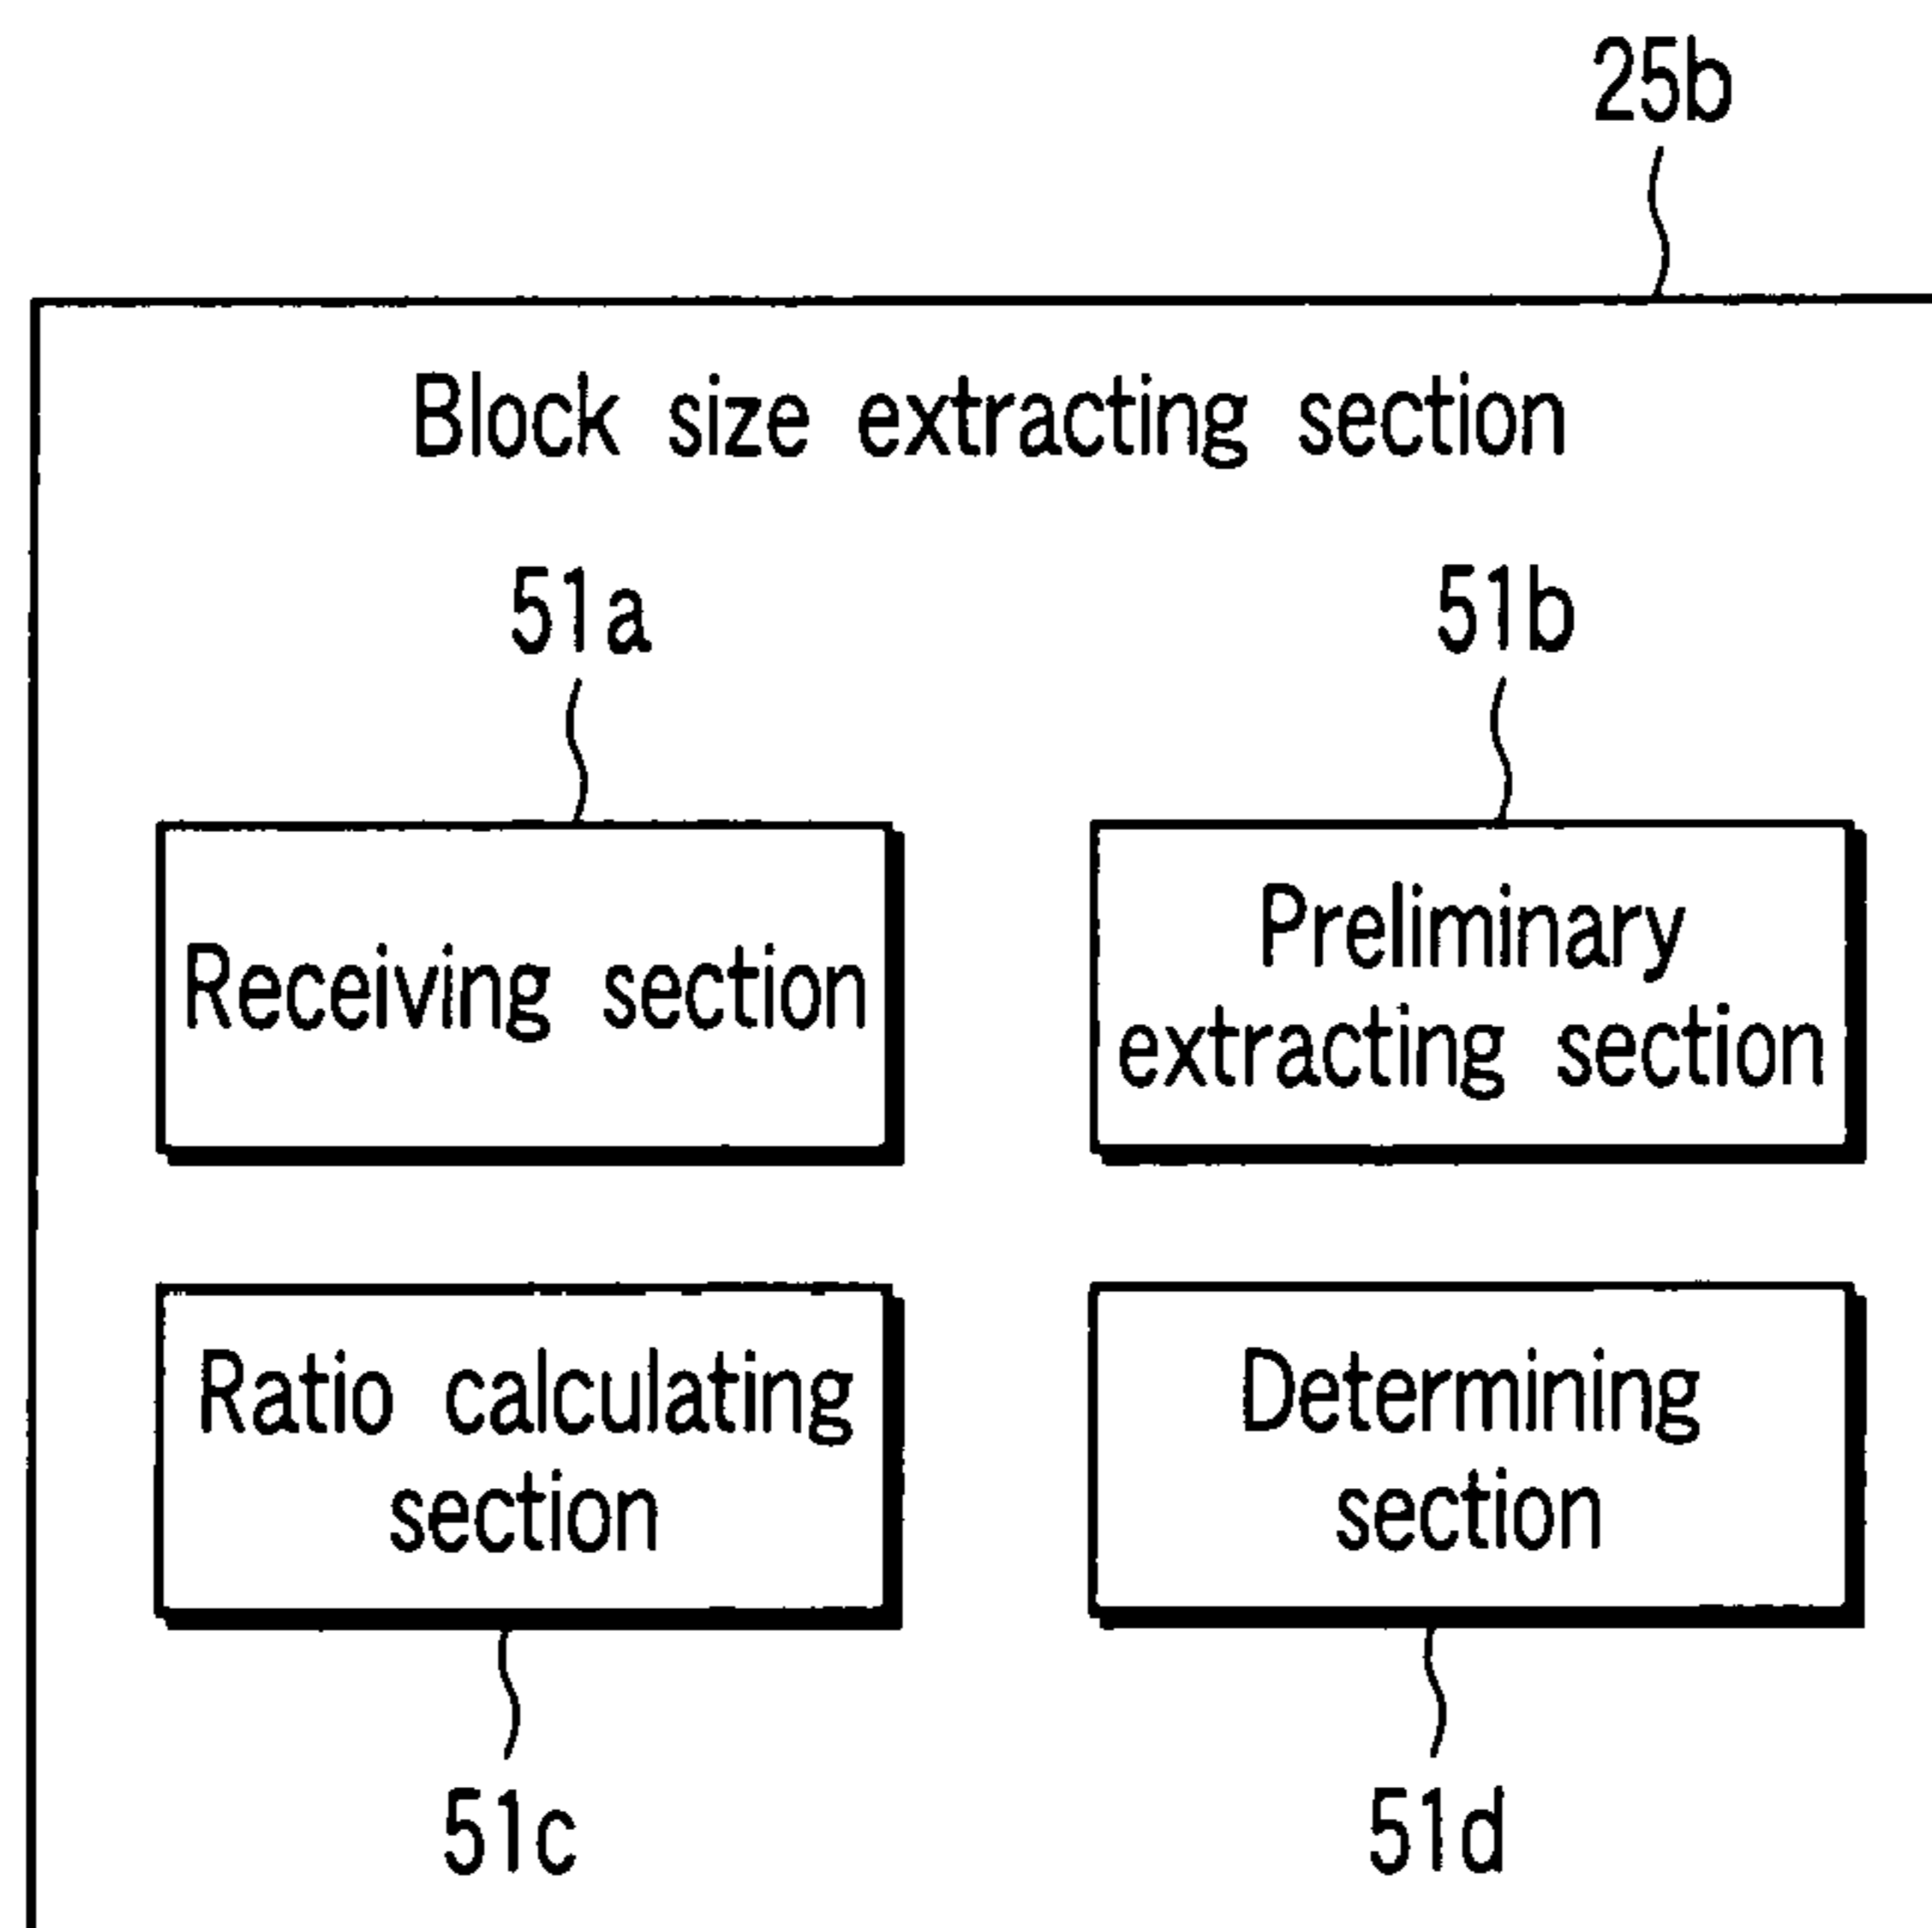 25b
Block size extracting section
51a
51b
Receiving section
Preliminary
extracting section
Ratio calculating
section
Determining
section
51c
51d